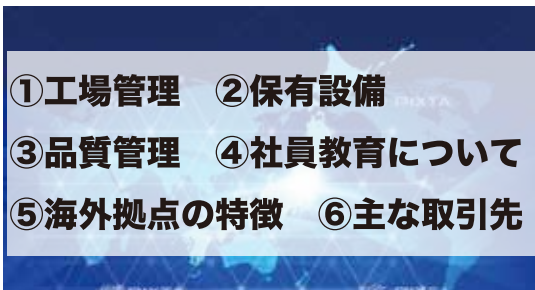 ①工場管理　②保有設備
③品質管理　④社員教育について
⑤海外拠点の特徴　⑥主な取引先
PIXTA